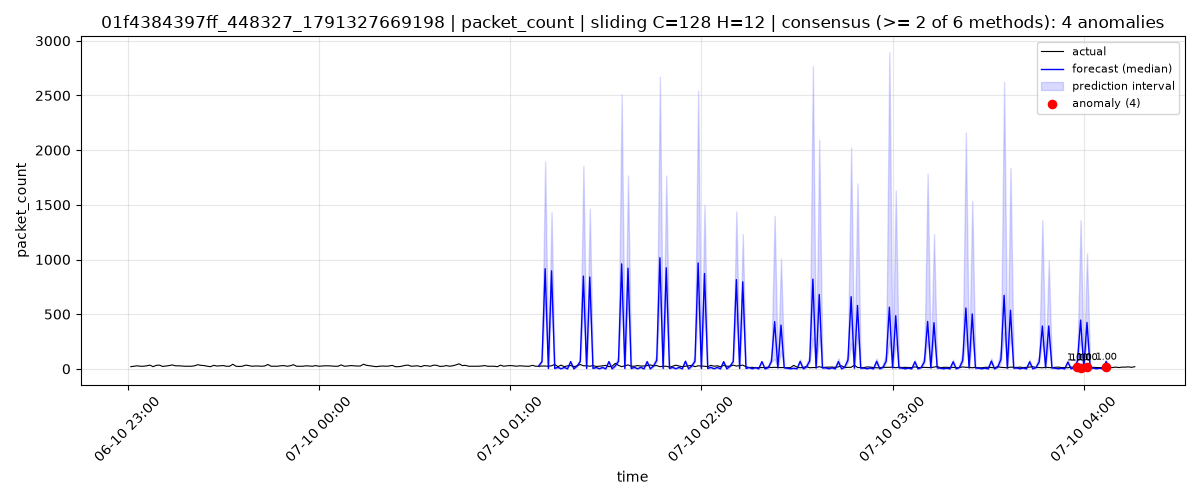 01f4384397ff_448327_1791327669198 | packet_count | sliding C=128 H=12 | consensus (>= 2 of 6 methods): 4 anomalies
actual
forecast (median)
prediction interval
anomaly (4)
packet_count
3000
2500
2000
1500
1000
500
0
1.00
06-10 23:00
07-10 00:00
07-10 01:00
07-10 02:00
07-10 03:00
07-10 04:00
time